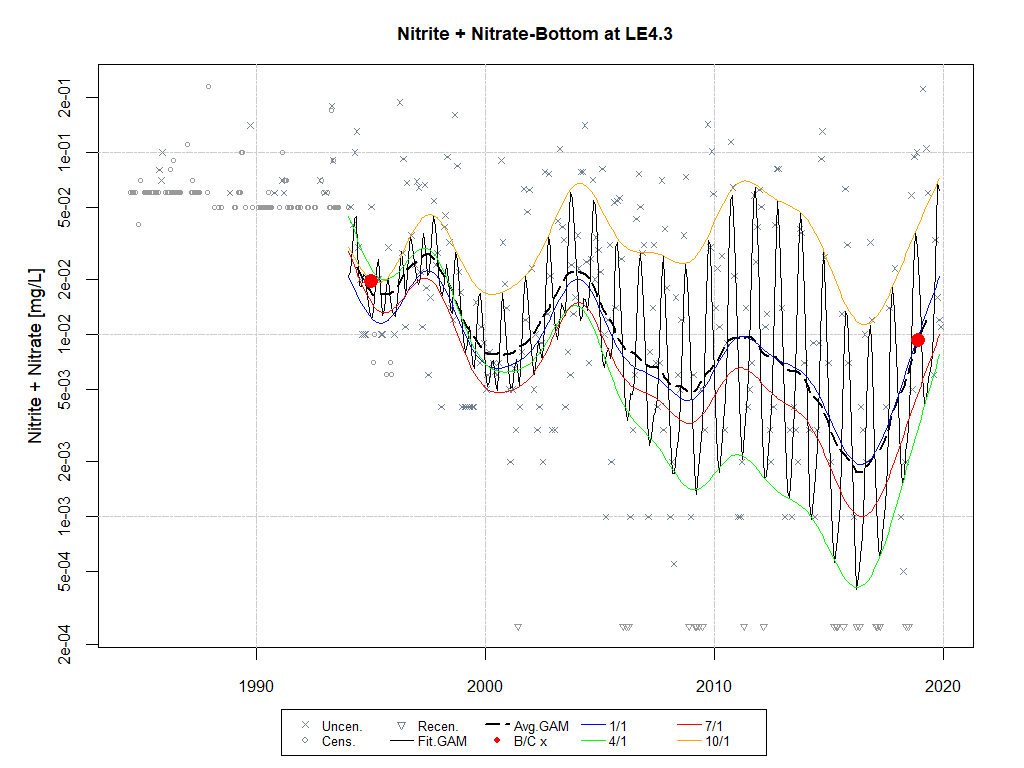 Nitrite + Nitrate-Bottom at LE4.3
Nitrite + Nitrate [mg/L]
2e-01
1e-01
5e-02
2e-02
1e-02
5e-03
2e-03
1e-03
5e-04
2e-04
1990 2000 2010 2020
Uncen. Recen. Avg.GAM 1/1 7/1
Cens. Fit.GAM B/C x 4/1 10/1